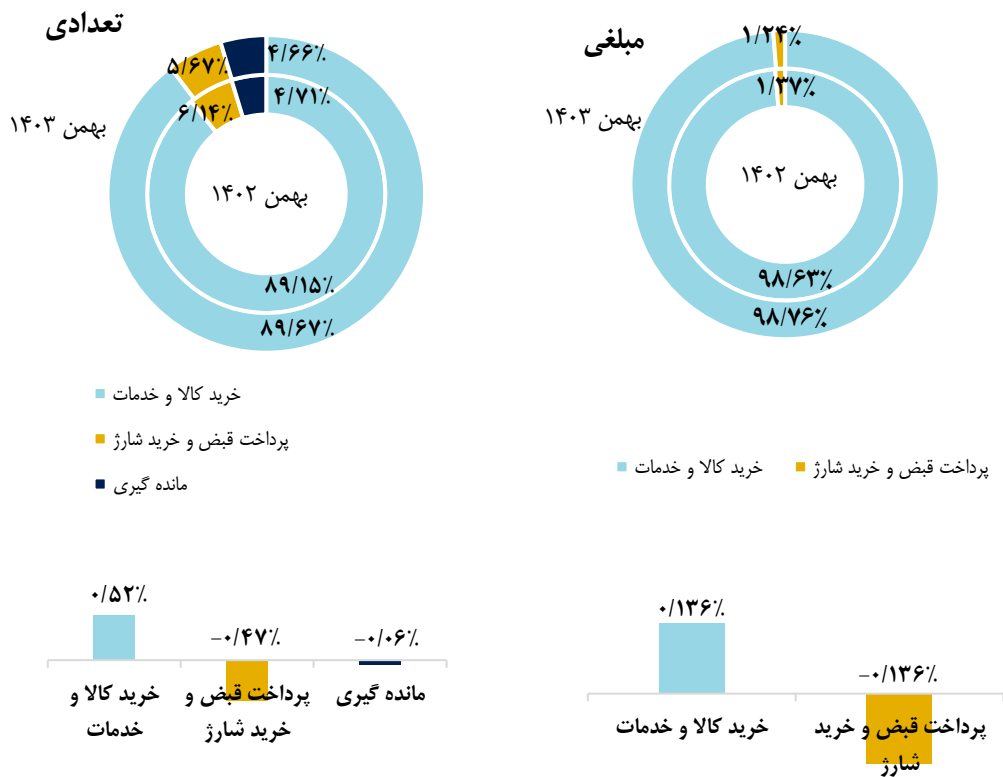 تعدادی
۴/۶۶٪
۵/۶۷٪
۴/۷۱٪
۶/۱۴٪
بهمن ۱۴۰۳
بهمن ۱۴۰۲
۸۹/۱۵٪
۸۹/۶۷٪
خرید کالا و خدمات
پرداخت قبض و خرید شارژ
مانده گیری
مبلغی
۱/۲۴٪
۱/۳۷٪
بهمن ۱۴۰۳
بهمن ۱۴۰۲
۹۸/۶۳٪
۹۸/۷۶٪
خرید کالا و خدمات
پرداخت قبض و خرید شارژ
۰/۵۲٪
-۰/۴۷٪
-۰/۰۶٪
خرید کالا و
خدمات
پرداخت قبض و
خرید شارژ
مانده گیری
۰/۱۳۶٪
-۰/۱۳۶٪
خرید کالا و خدمات
پرداخت قبض و خرید
شارژ